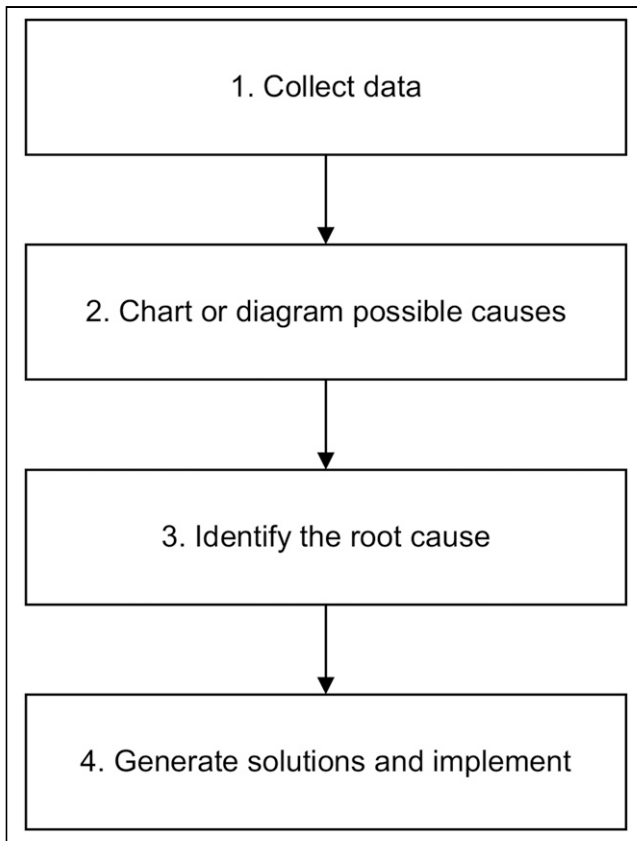 1. Collect data
2. Chart or diagram possible causes
3. Identify the root cause
4. Generate solutions and implement